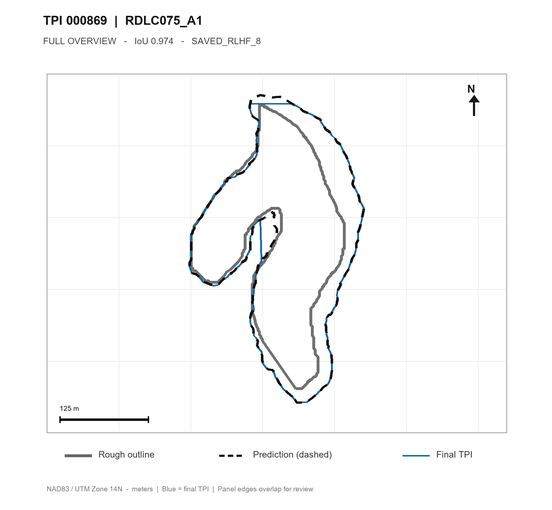 TPI 000869 | RDLC075_A1
FULL OVERVIEW - IoU 0.974 - SAVED_RLHF_8
N
125 m
Rough outline Prediction (dashed) Final TPI
NAD83 / UTM Zone 14N - meters | Blue = final TPI | Panel edges overlap for review